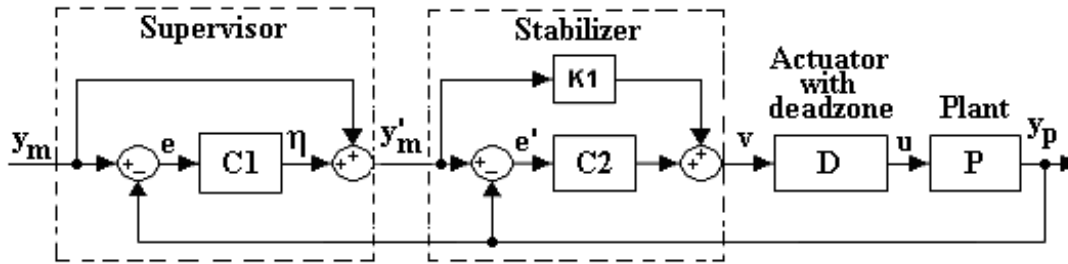 Supervisor
Stabilizer
Actuator
with
deadzone
Plant
K1
y_m
e
C1
η
y'_m
e'
C2
v
D
u
P
y_p
+
+
+
+
−
−